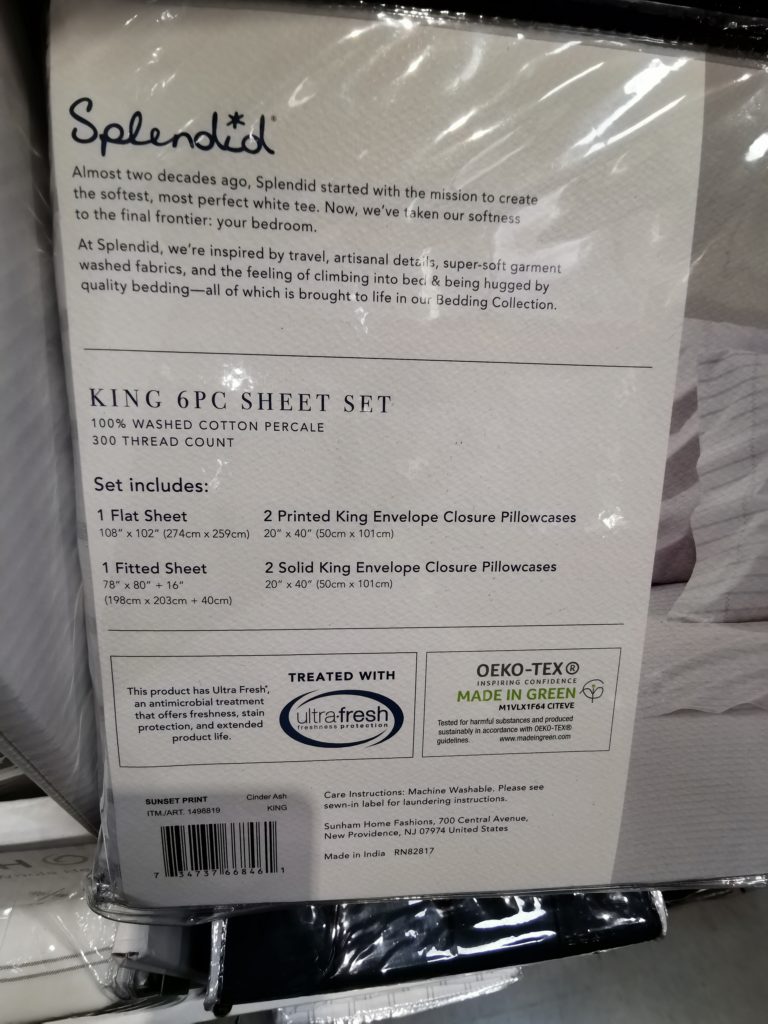 Splendid®
Almost two decades ago, Splendid started with the mission to create
the softest, most perfect white tee. Now, we've taken our softness
to the final frontier: your bedroom.
At Splendid, we're inspired by travel, artisanal details, super-soft garment
washed fabrics, and the feeling of climbing into bed & being hugged by
quality bedding—all of which is brought to life in our Bedding Collection.
KING 6PC SHEET SET
100% WASHED COTTON PERCALE
300 THREAD COUNT
Set includes:
1 Flat Sheet
108" x 102" (274cm x 259cm)
2 Printed King Envelope Closure Pillowcases
20" x 40" (50cm x 101cm)
1 Fitted Sheet
78" x 80" + 16"
(198cm x 203cm + 40cm)
2 Solid King Envelope Closure Pillowcases
20" x 40" (50cm x 101cm)
This product has Ultra Fresh®,
an antimicrobial treatment
that offers freshness, stain
protection, and extended
product life.
TREATED WITH
ultra-fresh
freshness protection
OEKO-TEX®
INSPIRING CONFIDENCE
MADE IN GREEN
M1VLX1F64 CITEVE
Tested for harmful substances and produced
sustainably in accordance with OEKO-TEX®
guidelines. www.madeingreen.com
SUNSET PRINT Cinder Ash
ITM./ART. 1498819 KING
7 34737 66846 1
Care Instructions: Machine Washable. Please see
sewn-in label for laundering instructions.
Sunham Home Fashions, 700 Central Avenue,
New Providence, NJ 07974 United States
Made in India RN82817